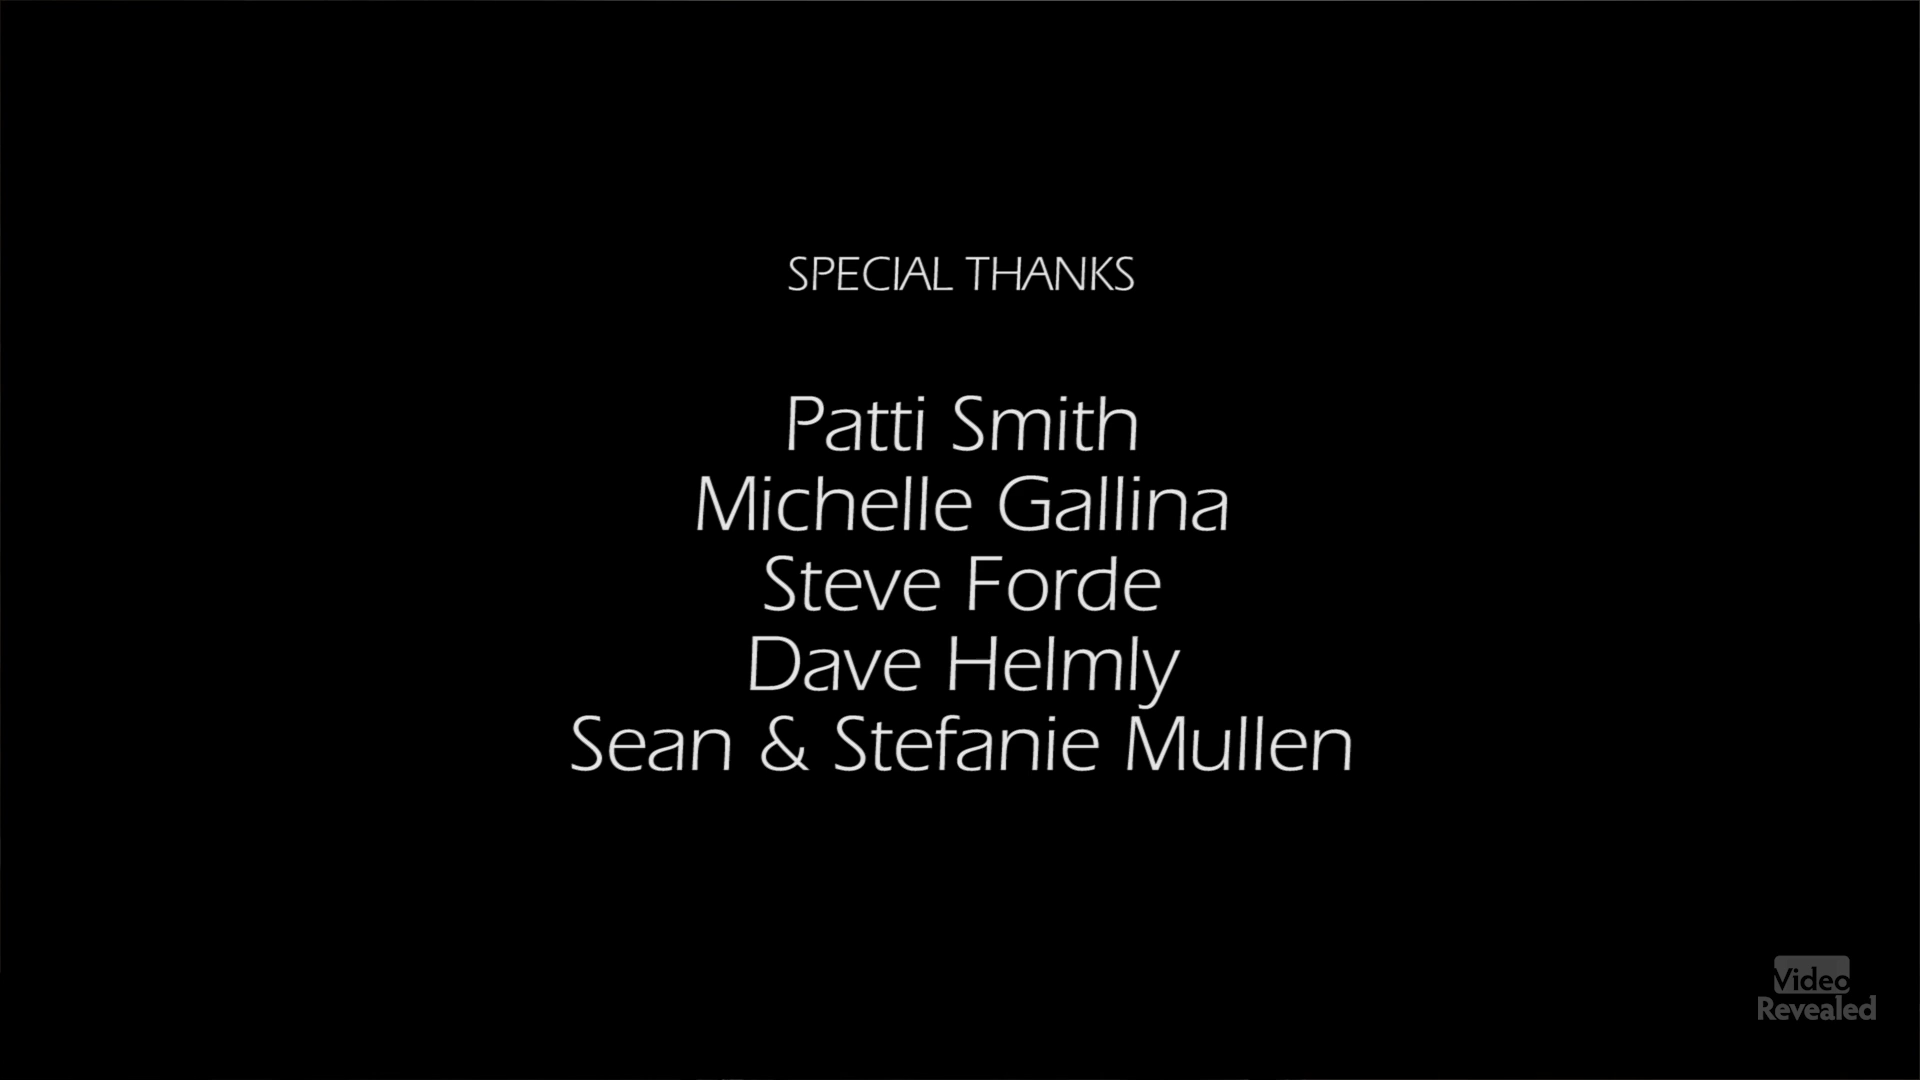 SPECIAL THANKS
Patti Smith
Michelle Gallina
Steve Forde
Dave Helmly
Sean & Stefanie Mullen
Video
Revealed